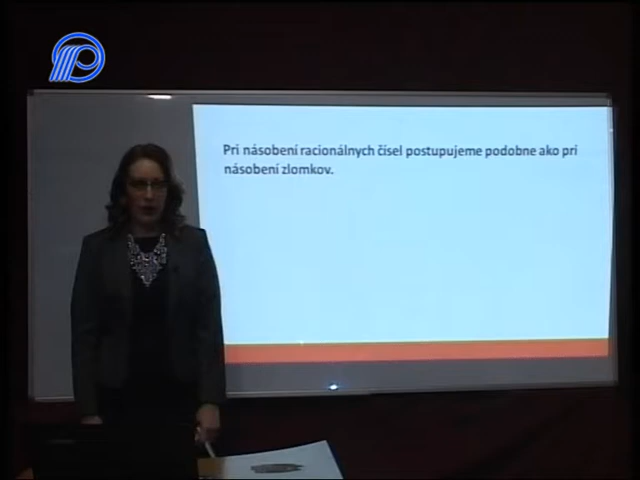 Pri násobení racionálnych čísel postupujeme podobne ako pri
násobení zlomkov.